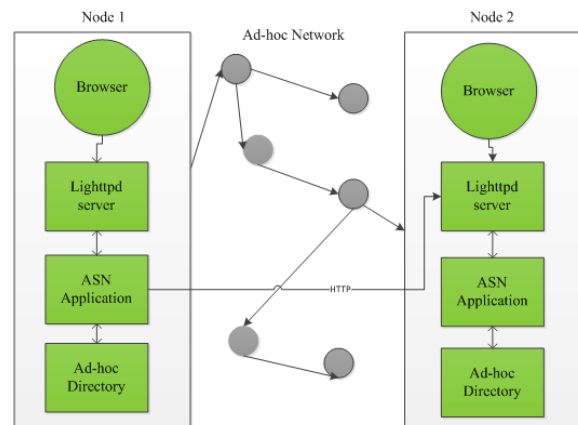 Node 1
Node 2
Ad-hoc Network
Browser
Browser
Lighttpd
server
Lighttpd
server
ASN
Application
HTTP
ASN
Application
Ad-hoc
Directory
Ad-hoc
Directory